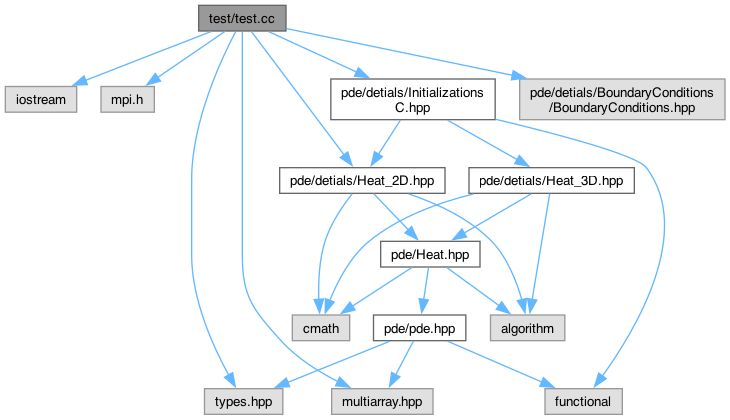 test/test.cc
iostream
mpi.h
pde/detials/Initializations
C.hpp
pde/detials/BoundaryConditions
/BoundaryConditions.hpp
pde/detials/Heat_2D.hpp
pde/detials/Heat_3D.hpp
pde/Heat.hpp
cmath
pde/pde.hpp
algorithm
types.hpp
multiarray.hpp
functional